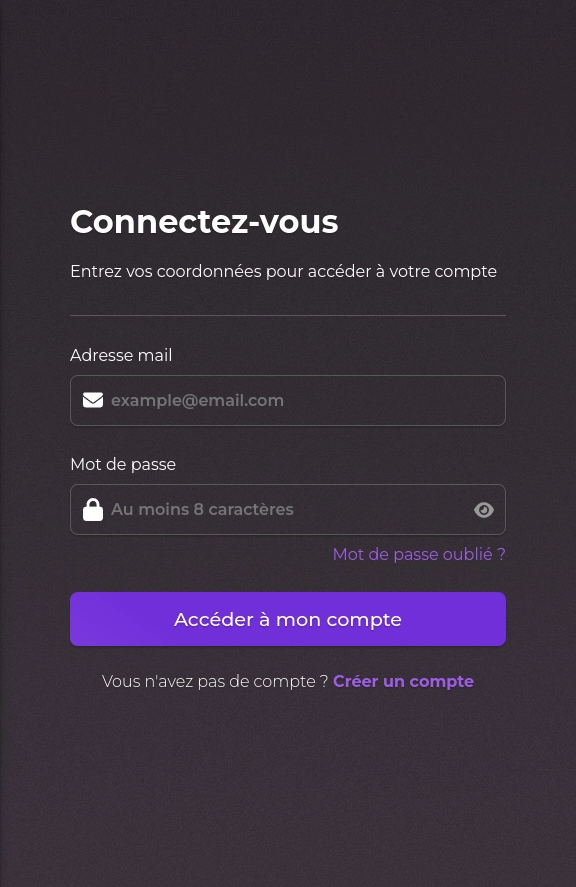 Connectez-vous
Entrez vos coordonnées pour accéder à votre compte
Adresse mail
example@email.com
Mot de passe
Au moins 8 caractères
Mot de passe oublié ?
Accéder à mon compte
Vous n'avez pas de compte ? Créer un compte